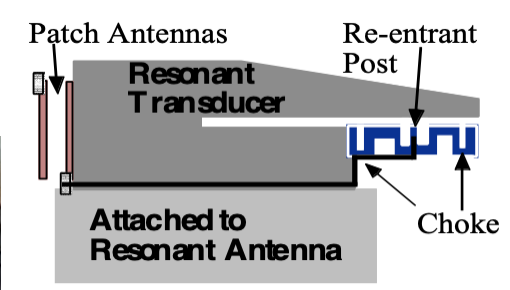 Patch Antennas
Re-entrant
Post
Resonant
Transducer
Attached to
Resonant Antenna
Choke